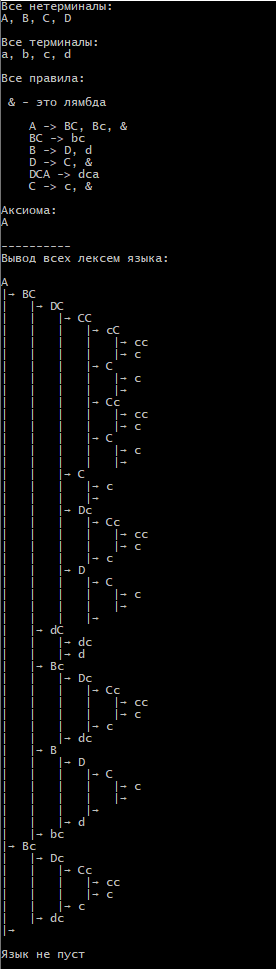 Все нетерминалы:
A, B, C, D

Все терминалы:
a, b, c, d

Все правила:

 & - это лямбда

    A -> BC, Bc, &
    BC -> bc
    B -> D, d
    D -> C, &
    DCA -> dca
    C -> c, &

Аксиома:
A

----------
Вывод всех лексем языка:

A
|→ BC
|   |→ DC
|   |   |→ CC
|   |   |   |→ cC
|   |   |   |   |→ cc
|   |   |   |   |→ c
|   |   |   |→ C
|   |   |   |   |→ c
|   |   |   |   |→
|   |   |   |→ Cc
|   |   |   |   |→ cc
|   |   |   |   |→ c
|   |   |   |→ C
|   |   |   |   |→ c
|   |   |   |   |→
|   |   |→ C
|   |   |   |→ c
|   |   |   |→
|   |   |→ Dc
|   |   |   |→ Cc
|   |   |   |   |→ cc
|   |   |   |   |→ c
|   |   |   |→ c
|   |   |→ D
|   |   |   |→ C
|   |   |   |   |→ c
|   |   |   |   |→
|   |   |   |→
|   |→ dC
|   |   |→ dc
|   |   |→ d
|   |→ Bc
|   |   |→ Dc
|   |   |   |→ Cc
|   |   |   |   |→ cc
|   |   |   |   |→ c
|   |   |   |→ c
|   |   |→ dc
|   |→ B
|   |   |→ D
|   |   |   |→ C
|   |   |   |   |→ c
|   |   |   |   |→
|   |   |   |→
|   |   |→ d
|   |→ bc
|→ Bc
|   |→ Dc
|   |   |→ Cc
|   |   |   |→ cc
|   |   |   |→ c
|   |   |→ c
|   |→ dc
|→

Язык не пуст